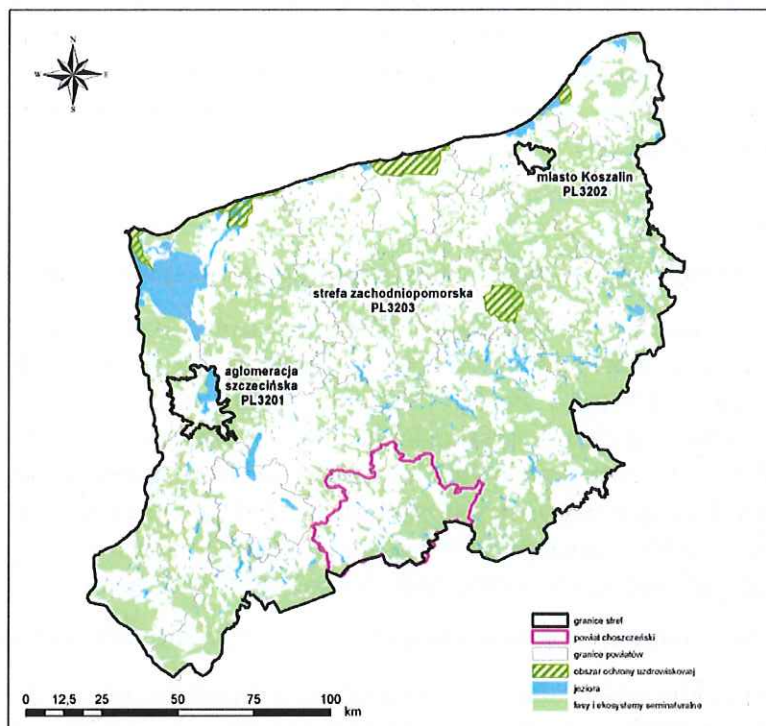 N
W E
S
miasto Koszalin
PL3202
strefa zachodniopomorska
PL3203
aglomeracja
szczecińska
PL3201
granice stref
powiat choszczeński
granice powiatów
obszar ochrony uzdrowiskowej
jeziora
lasy i ekosystemy seminaturalne
0 12,5 25 50 75 100
km